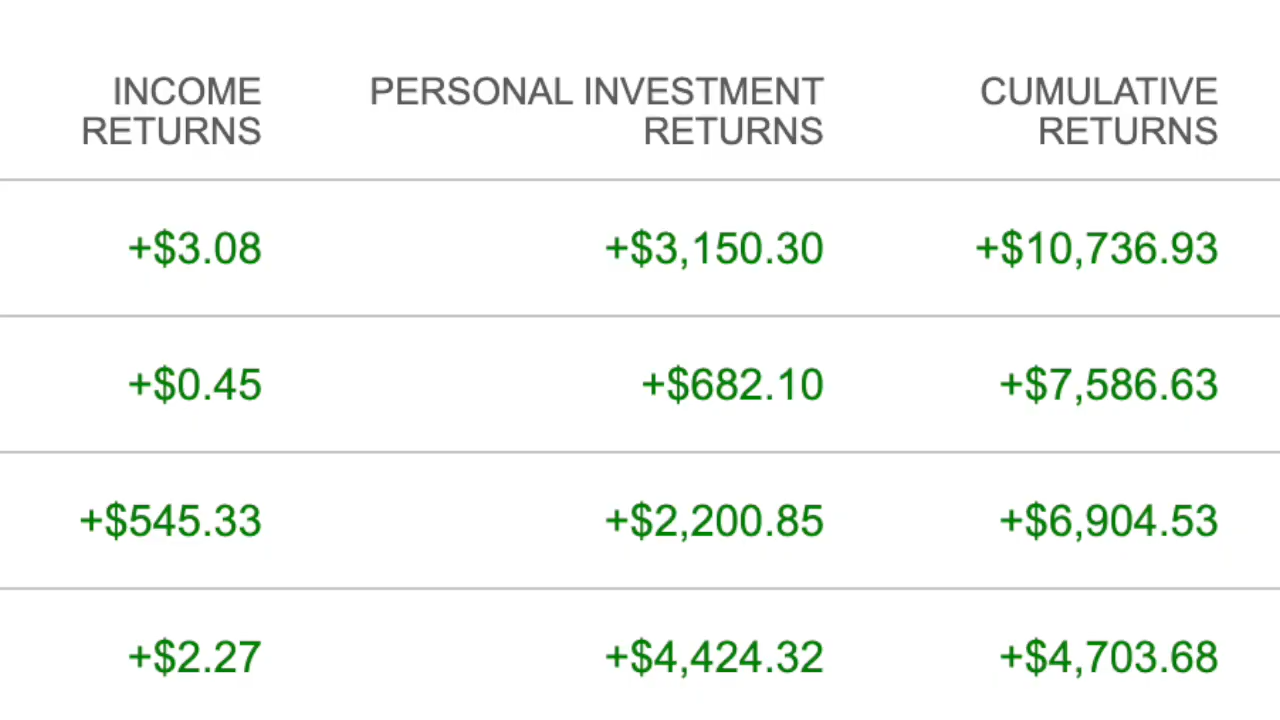 INCOME RETURNS PERSONAL INVESTMENT RETURNS CUMULATIVE RETURNS
+$3.08 +$3,150.30 +$10,736.93
+$0.45 +$682.10 +$7,586.63
+$545.33 +$2,200.85 +$6,904.53
+$2.27 +$4,424.32 +$4,703.68